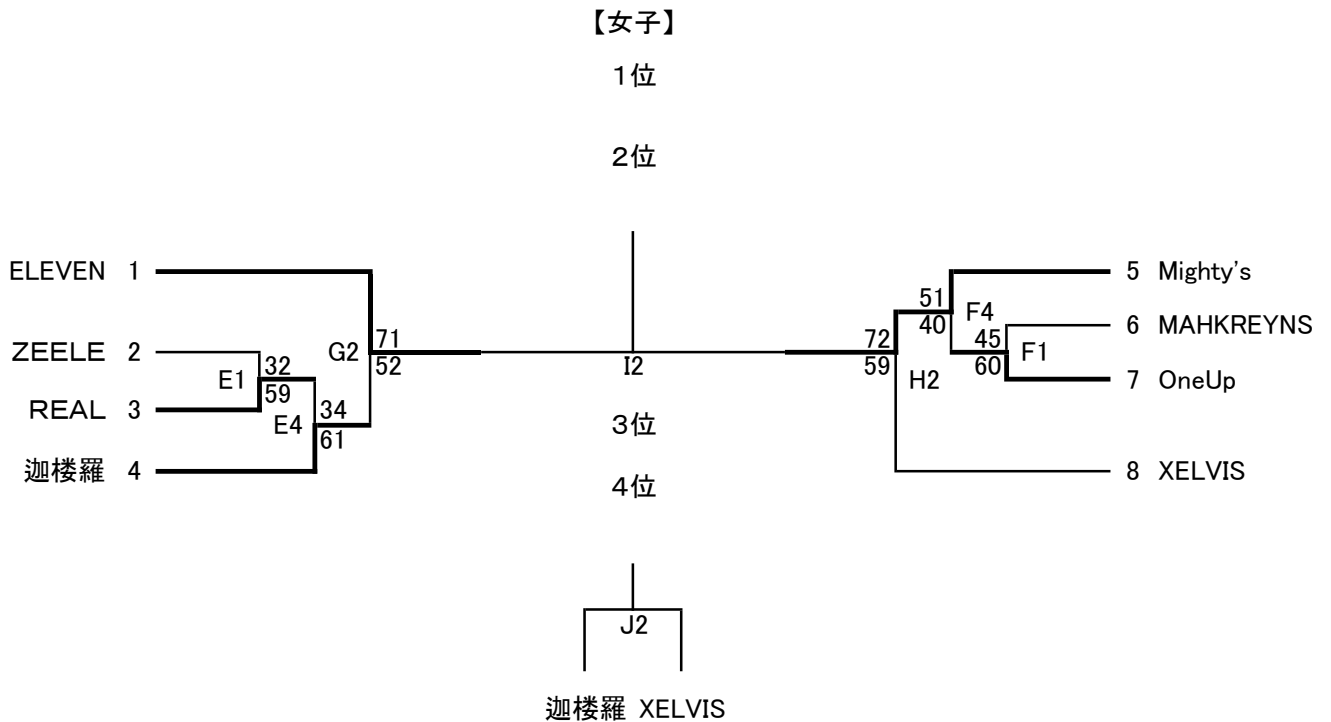 【女子】
1位
2位
ELEVEN 1
ZEELE 2
REAL 3
迦楼羅 4
E1
32
59
E4
34
61
G2
71
52
I2
72
59
H2
51
40
F4
45
60
F1
5 Mighty's
6 MAHKREYNS
7 OneUp
8 XELVIS
3位
4位
J2
迦楼羅 XELVIS